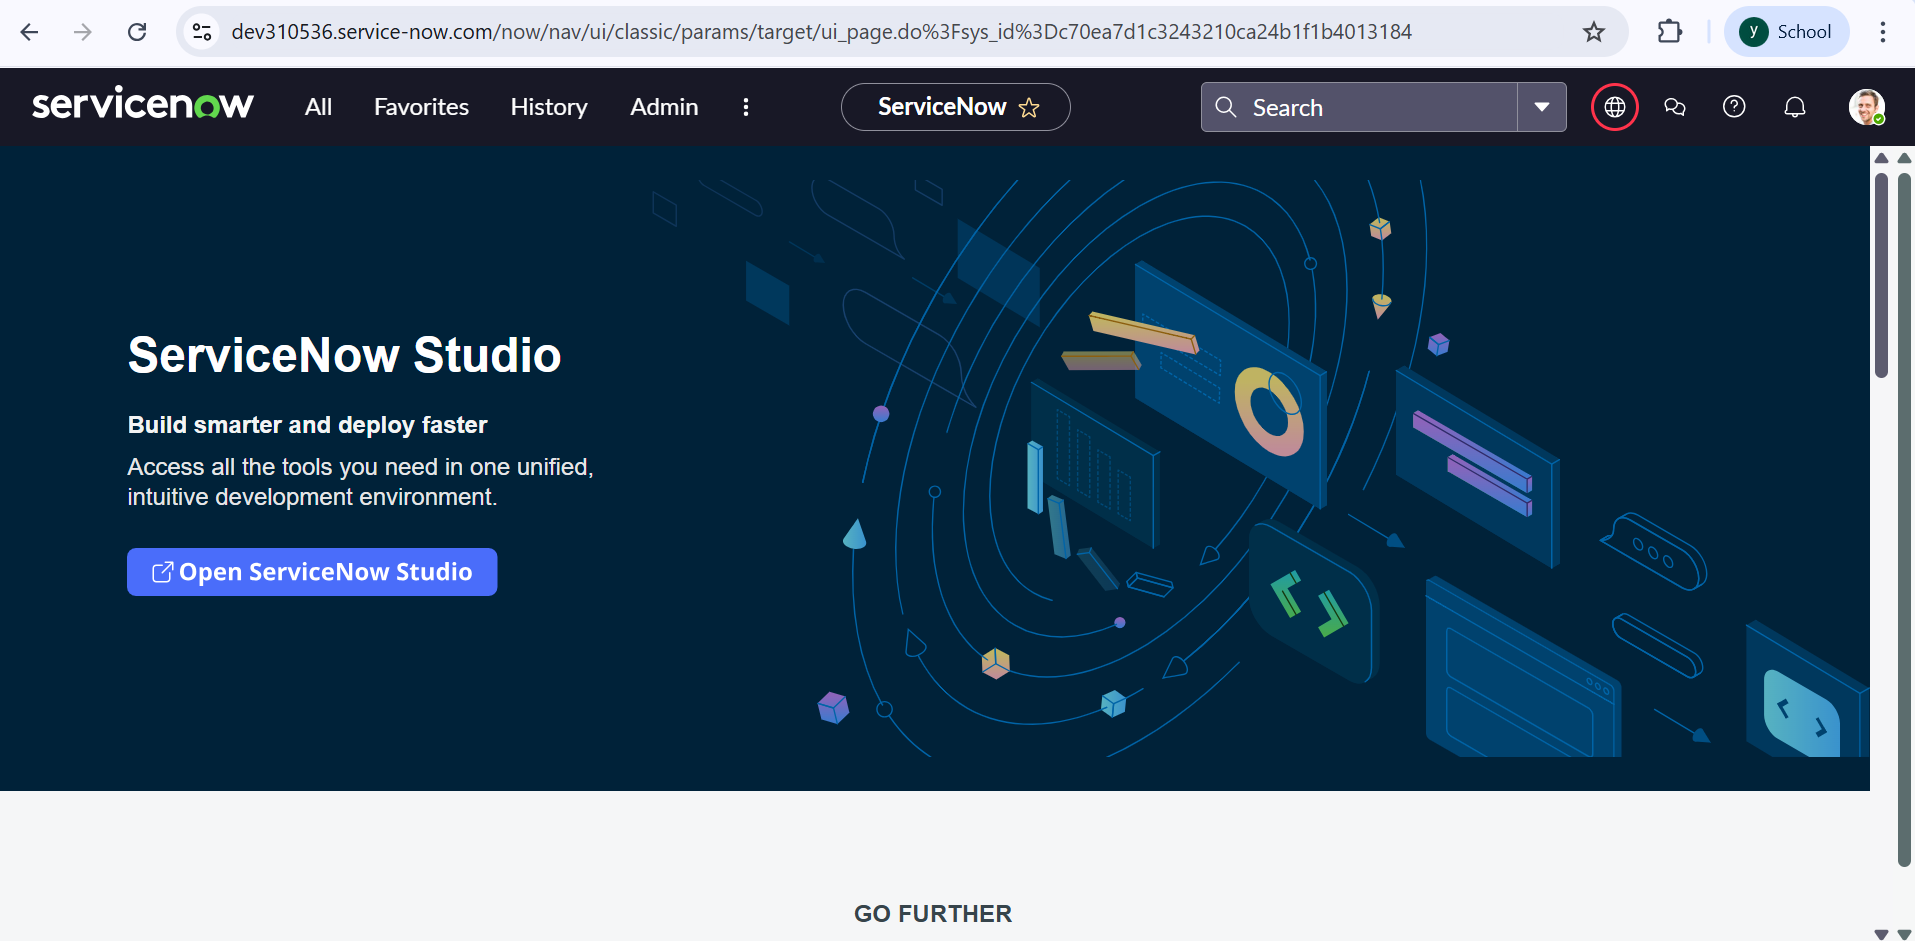 dev310536.service-now.com/now/nav/ui/classic/params/target/ui_page.do%3Fsys_id%3Dc70ea7d1c3243210ca24b1f1b4013184
y School
servicenow All Favorites History Admin ServiceNow Search
ServiceNow Studio
Build smarter and deploy faster
Access all the tools you need in one unified,
intuitive development environment.
Open ServiceNow Studio
GO FURTHER